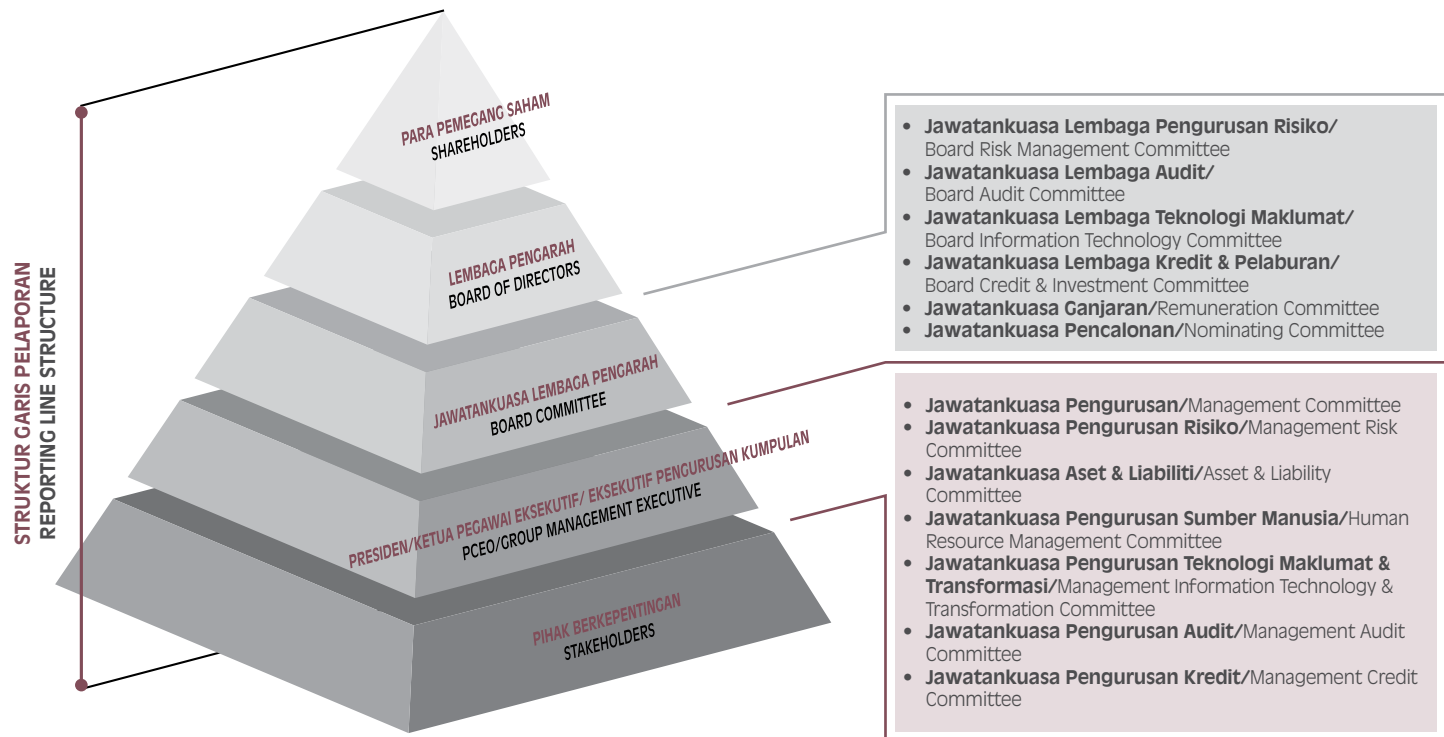 STRUKTUR GARIS PELAPORAN
REPORTING LINE STRUCTURE
PARA PEMEGANG SAHAM
SHAREHOLDERS
LEMBAGA PENGARAH
BOARD OF DIRECTORS
JAWATANKUASA LEMBAGA PENGARAH
BOARD COMMITTEE
PRESIDEN/KETUA PEGAWAI EKSEKUTIF/ EKSEKUTIF PENGURUSAN KUMPULAN
PCEO/GROUP MANAGEMENT EXECUTIVE
PIHAK BERKEPENTINGAN
STAKEHOLDERS
• Jawatankuasa Lembaga Pengurusan Risiko/
Board Risk Management Committee
• Jawatankuasa Lembaga Audit/
Board Audit Committee
• Jawatankuasa Lembaga Teknologi Maklumat/
Board Information Technology Committee
• Jawatankuasa Lembaga Kredit & Pelaburan/
Board Credit & Investment Committee
• Jawatankuasa Ganjaran/Remuneration Committee
• Jawatankuasa Pencalonan/Nominating Committee
• Jawatankuasa Pengurusan/Management Committee
• Jawatankuasa Pengurusan Risiko/Management Risk
Committee
• Jawatankuasa Aset & Liabiliti/Asset & Liability
Committee
• Jawatankuasa Pengurusan Sumber Manusia/Human
Resource Management Committee
• Jawatankuasa Pengurusan Teknologi Maklumat &
Transformasi/Management Information Technology &
Transformation Committee
• Jawatankuasa Pengurusan Audit/Management Audit
Committee
• Jawatankuasa Pengurusan Kredit/Management Credit
Committee